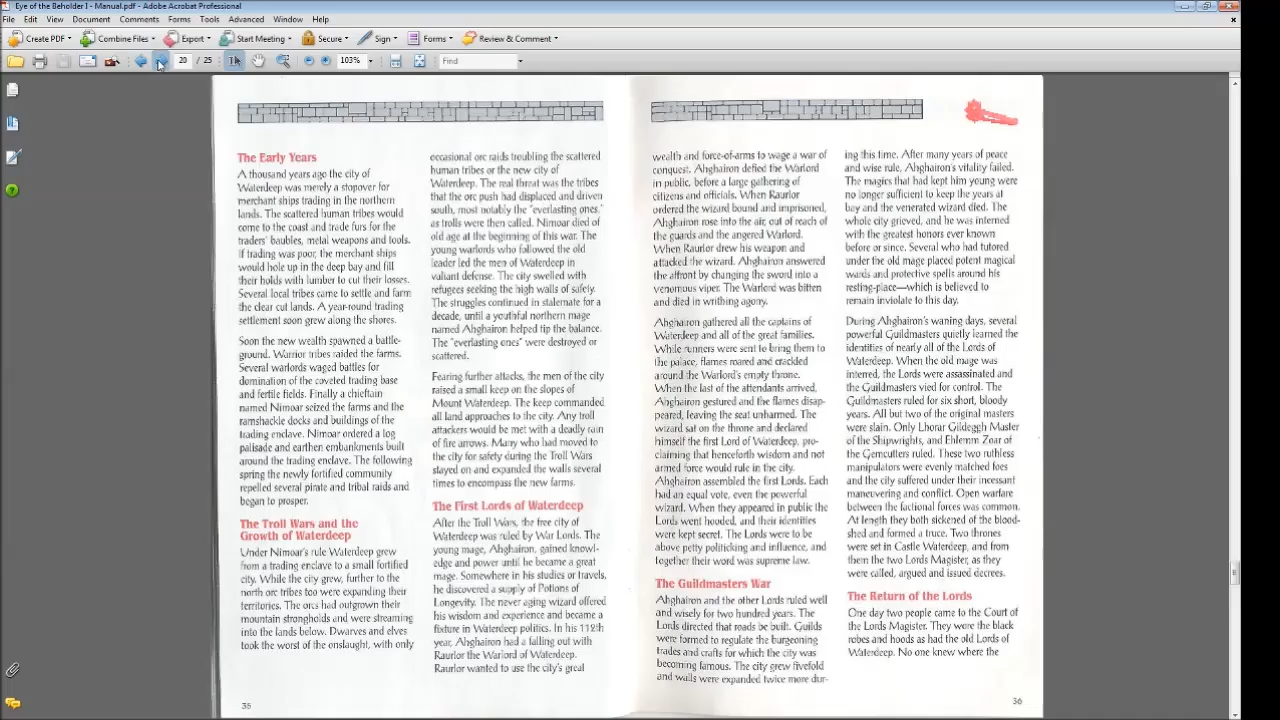 Eye of the Beholder I - Manual.pdf - Adobe Acrobat Professional
File Edit View Document Comments Forms Tools Advanced Window Help
Create PDF Combine Files Export Start Meeting Secure Sign Forms Review & Comment
20 / 25 103% Find
The Early Years
A thousand years ago the city of
Waterdeep was merely a stopover for
merchant ships trading in the northern
lands. The scattered human tribes would
come to the coast and trade furs for the
traders' baubles, metal weapons and tools.
If trading was poor, the merchant ships
would hole up in the deep bay and fill
their holds with lumber to cut their losses.
Several local tribes came to settle and farm
the clear cut lands. A year-round trading
settlement soon grew along the shores.
Soon the new wealth spawned a battle-
ground. Warrior tribes raided the farms.
Several warlords waged battles for
domination of the coveted trading base
and fertile fields. Finally a chieftain
named Nimoar seized the farms and the
ramshackle docks and buildings of the
trading enclave. Nimoar ordered a log
palisade and earthen embankments built
around the trading enclave. The following
spring the newly fortified community
repelled several pirate and tribal raids and
began to prosper.
The Troll Wars and the
Growth of Waterdeep
Under Nimoar's rule Waterdeep grew
from a trading enclave to a small fortified
city. While the city grew, further to the
north orc tribes too were expanding their
territories. The orcs had outgrown their
mountain strongholds and were streaming
into the lands below. Dwarves and elves
took the worst of the onslaught, with only
occasional orc raids troubling the scattered
human tribes or the new city of
Waterdeep. The real threat was the tribes
that the orc push had displaced and driven
south, most notably the "everlasting ones,"
as trolls were then called. Nimoar died of
old age at the beginning of this war. The
young warlords who followed the old
leader led the men of Waterdeep in
valiant defense. The city swelled with
refugees seeking the high walls of safety.
The struggles continued in stalemate for a
decade, until a youthful northern mage
named Ahghairon helped tip the balance.
The "everlasting ones" were destroyed or
scattered.
Fearing further attacks, the men of the city
raised a small keep on the slopes of
Mount Waterdeep. The keep commanded
all land approaches to the city. Any troll
attackers would be met with a deadly rain
of fire arrows. Many who had moved to
the city for safety during the Troll Wars
stayed on and expanded the walls several
times to encompass the new farms.
The First Lords of Waterdeep
After the Troll Wars, the free city of
Waterdeep was ruled by War Lords. The
young mage, Ahghairon, gained knowl-
edge and power until he became a great
mage. Somewhere in his studies or travels,
he discovered a supply of Potions of
Longevity. The never aging wizard offered
his wisdom and experience and became a
fixture in Waterdeep politics. In his 112th
year, Ahghairon had a falling out with
Raurlor the Warlord of Waterdeep.
Raurlor wanted to use the city's great
35
wealth and force-of-arms to wage a war of
conquest. Ahghairon defied the Warlord
in public, before a large gathering of
citizens and officials. When Raurlor
ordered the wizard bound and imprisoned,
Ahghairon rose into the air, out of reach of
the guards and the angered Warlord.
When Raurlor drew his weapon and
attacked the wizard, Ahghairon answered
the affront by changing the sword into a
venomous viper. The Warlord was bitten
and died in writhing agony.
Ahghairon gathered all the captains of
Waterdeep and all of the great families.
While runners were sent to bring them to
the palace, flames roared and crackled
around the Warlord's empty throne.
When the last of the attendants arrived,
Ahghairon gestured and the flames disap-
peared, leaving the seat unharmed. The
wizard sat on the throne and declared
himself the first Lord of Waterdeep, pro-
claiming that henceforth wisdom and not
armed force would rule in the city.
Ahghairon assembled the first Lords. Each
had an equal vote, even the powerful
wizard. When they appeared in public the
Lords went hooded, and their identities
were kept secret. The Lords were to be
above petty politicking and influence, and
together their word was supreme law.
The Guildmasters War
Ahghairon and the other Lords ruled well
and wisely for two hundred years. The
Lords directed that roads be built. Guilds
were formed to regulate the burgeoning
trades and crafts for which the city was
becoming famous. The city grew fivefold
and walls were expanded twice more dur-
ing this time. After many years of peace
and wise rule, Ahghairon's vitality failed.
The magics that had kept him young were
no longer sufficient to keep the years at
bay and the venerated wizard died. The
whole city grieved, and he was interred
with the greatest honors ever known
before or since. Several who had tutored
under the old mage placed potent magical
wards and protective spells around his
resting-place—which is believed to
remain inviolate to this day.
During Ahghairon's waning days, several
powerful Guildmasters quietly learned the
identities of nearly all of the Lords of
Waterdeep. When the old mage was
interred, the Lords were assassinated and
the Guildmasters vied for control. The
Guildmasters ruled for six short, bloody
years. All but two of the original masters
were slain. Only Lhorar Gildeggh Master
of the Shipwrights, and Ehlemm Zoar of
the Gemcutters ruled. These two ruthless
manipulators were evenly matched foes
and the city suffered under their incessant
maneuvering and conflict. Open warfare
between the factional forces was common.
At length they both sickened of the blood-
shed and formed a truce. Two thrones
were set in Castle Waterdeep, and from
them the two Lords Magister, as they
were called, argued and issued decrees.
The Return of the Lords
One day two people came to the Court of
the Lords Magister. They were the black
robes and hoods as had the old Lords of
Waterdeep. No one knew where the
36